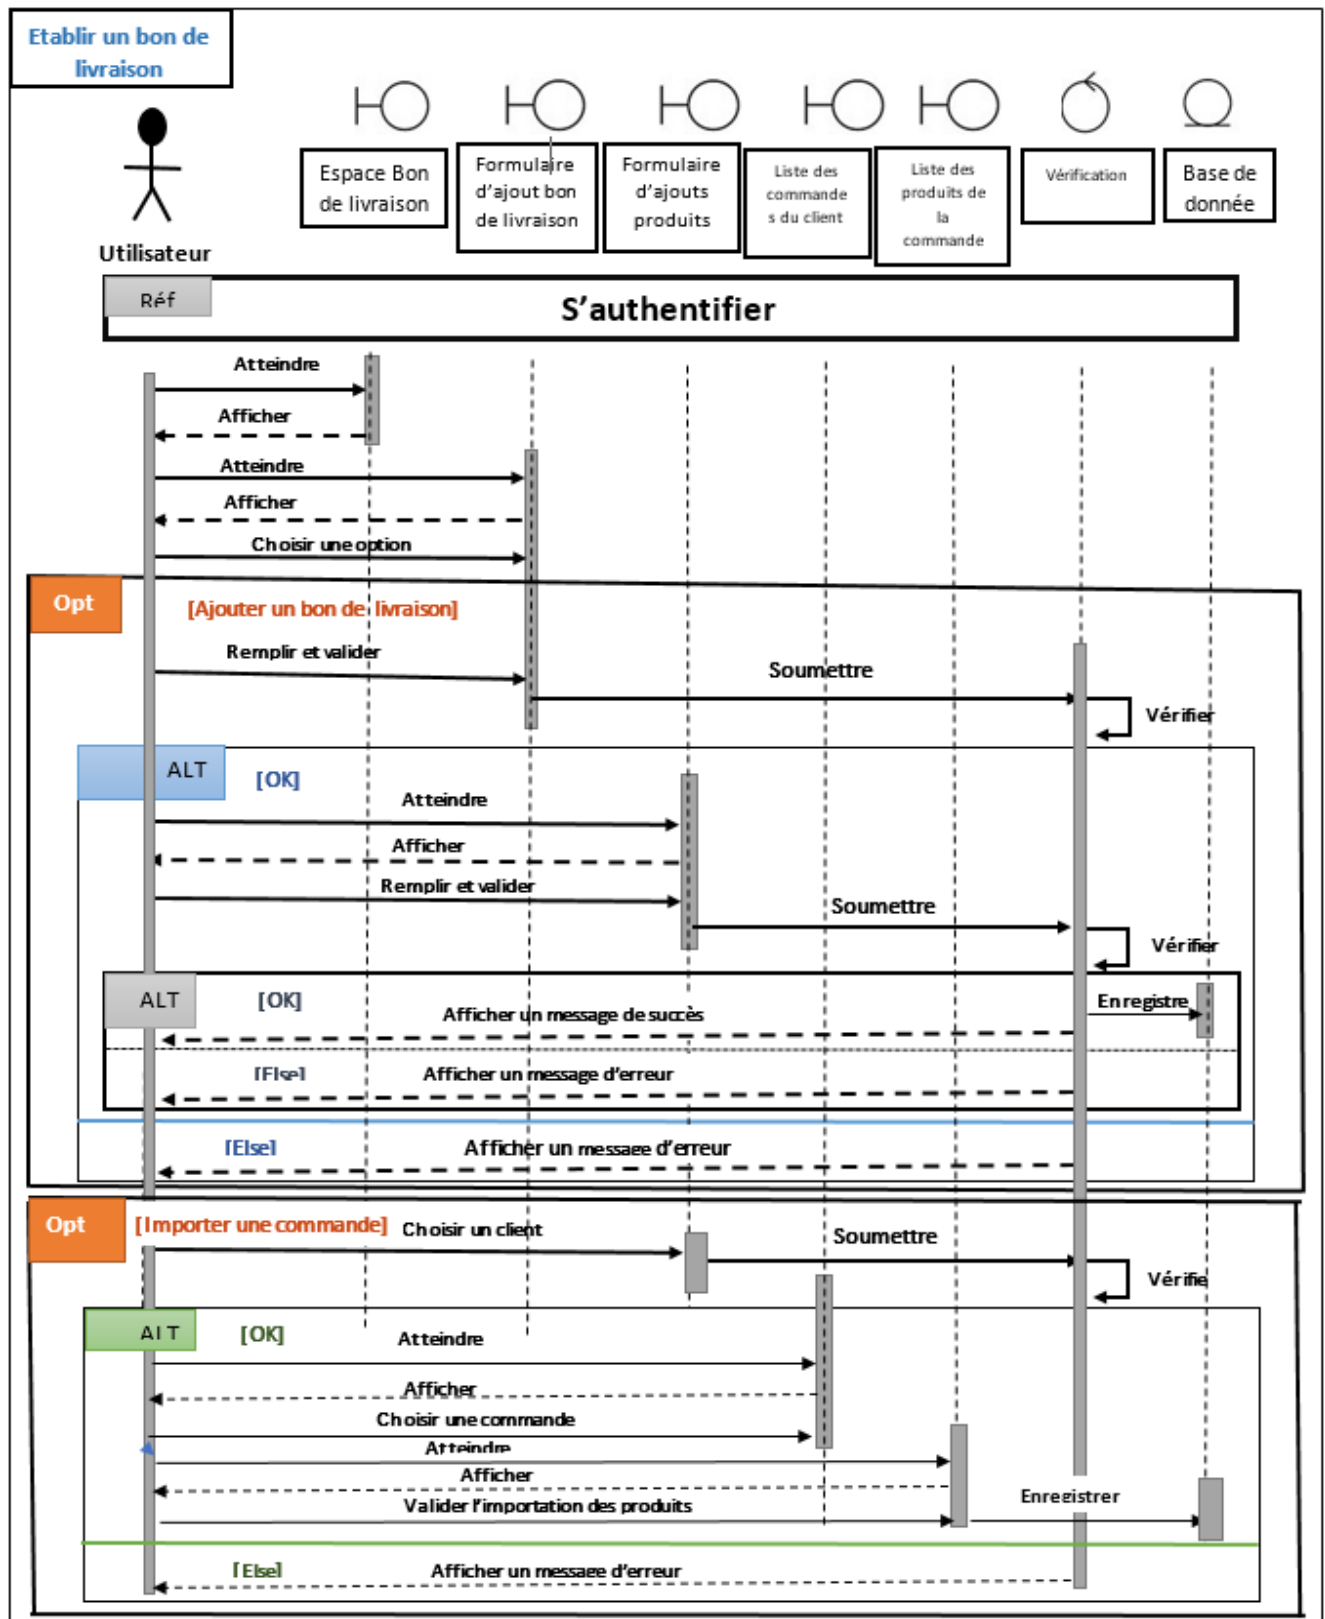 Etablir un bon de
livraison
Utilisateur
Espace Bon
de livraison
Formulaire
d'ajout bon
de livraison
Formulaire
d'ajouts
produits
Liste des
commande
s du client
Liste des
produits de
la
commande
Vérification
Base de
donnée
Réf
S'authentifier
Atteindre
Afficher
Atteindre
Afficher
Choisir une option
Opt
[Ajouter un bon de livraison]
Remplir et valider
Soumettre
Vérifier
ALT
[OK]
Atteindre
Afficher
Remplir et valider
Soumettre
Vérifier
ALT
[OK]
Enregistre
Afficher un message de succès
[Else]
Afficher un message d'erreur
[Else]
Afficher un message d'erreur
Opt
[Importer une commande]
Choisir un client
Soumettre
Vérifie
ALT
[OK]
Atteindre
Afficher
Choisir une commande
Atteindre
Afficher
Valider l'importation des produits
Enregistrer
[Else]
Afficher un message d'erreur